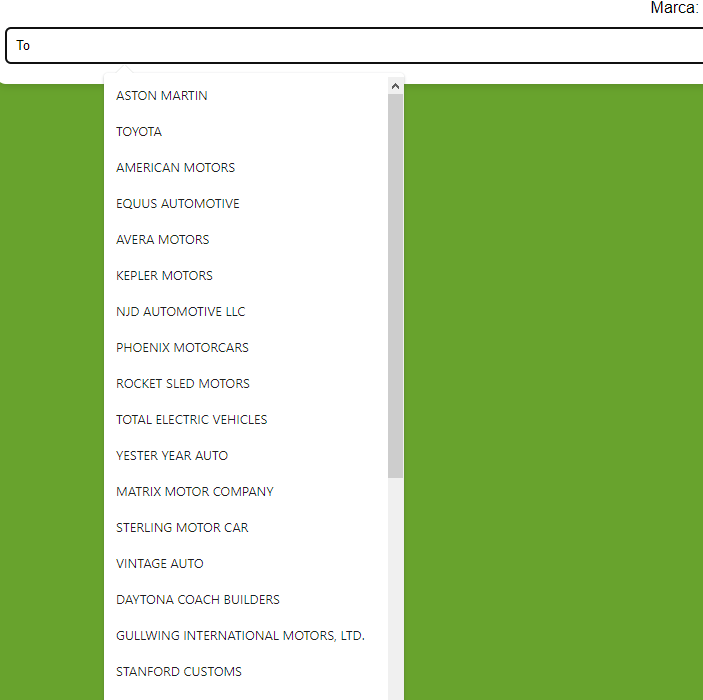 Marca:
To
ASTON MARTIN
TOYOTA
AMERICAN MOTORS
EQUUS AUTOMOTIVE
AVERA MOTORS
KEPLER MOTORS
NJD AUTOMOTIVE LLC
PHOENIX MOTORCARS
ROCKET SLED MOTORS
TOTAL ELECTRIC VEHICLES
YESTER YEAR AUTO
MATRIX MOTOR COMPANY
STERLING MOTOR CAR
VINTAGE AUTO
DAYTONA COACH BUILDERS
GULLWING INTERNATIONAL MOTORS, LTD.
STANFORD CUSTOMS